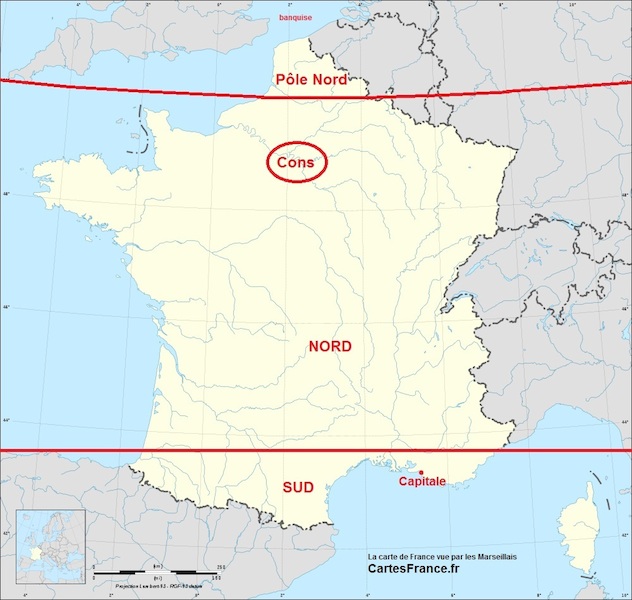 banquise
Pôle Nord
Cons
NORD
SUD
Capitale
La carte de France vue par les Marseillais
CartesFrance.fr